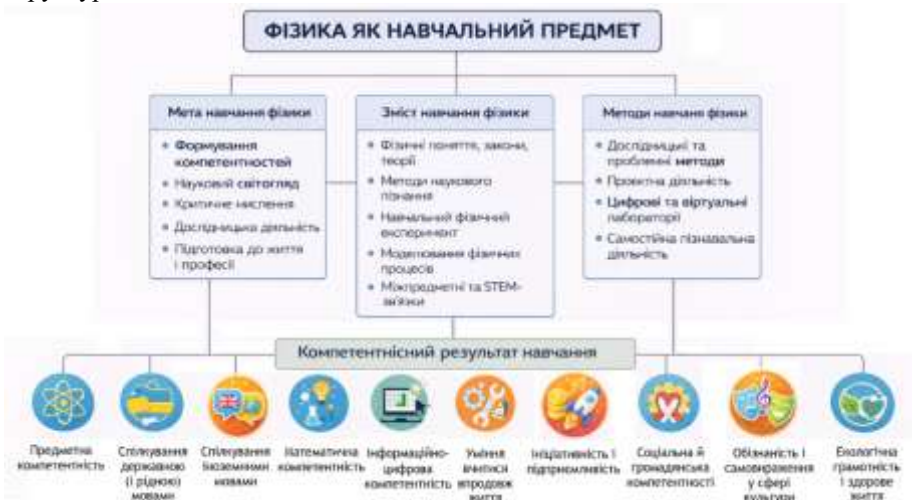 ФІЗИКА ЯК НАВЧАЛЬНИЙ ПРЕДМЕТ
Мета навчання фізики
Формування
компетентностей
Науковий світогляд
Критичне мислення
Дослідницька діяльність
Підготовка до життя
і професії
Зміст навчання фізики
Фізичні поняття, закони,
теорії
Методи наукового
пізнання
Навчальний фізичний
експеримент
Моделювання фізичних
процесів
Міжпредметні та STEM-
зв'язки
Методи навчання фізики
Дослідницькі та
проблемні методи
Проєктна діяльність
Цифрові та віртуальні
лабораторії
Самостійна пізнавальна
діяльність
Компетентнісний результат навчання
Предметна
компетентність
Спілкування
державною
(і рідною)
мовами
Спілкування
іноземними
мовами
Математична
компетентність
Інформаційно-
цифрова
компетентність
Уміння
вчитися
впродовж
життя
Ініціативність і
підприємливість
Соціальна й
громадянська
компетентності
Обізнаність і
самовираження
у сфері
культури
Екологічна
грамотність
і здорове
життя